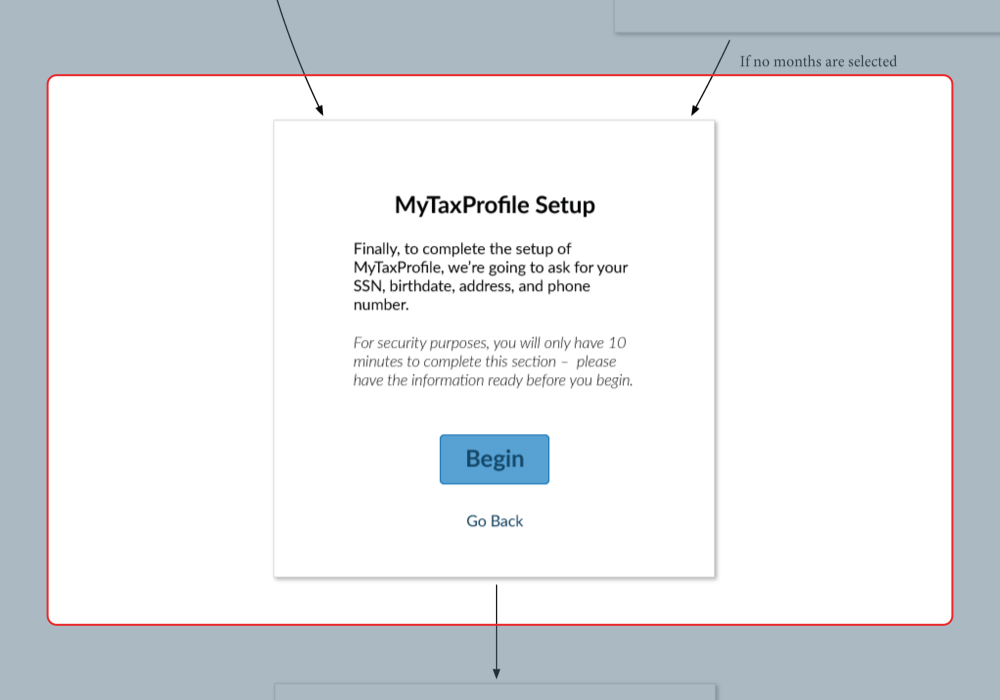 If no months are selected
MyTaxProfile Setup
Finally, to complete the setup of
MyTaxProfile, we're going to ask for your
SSN, birthdate, address, and phone
number.
For security purposes, you will only have 10
minutes to complete this section – please
have the information ready before you begin.
Begin
Go Back